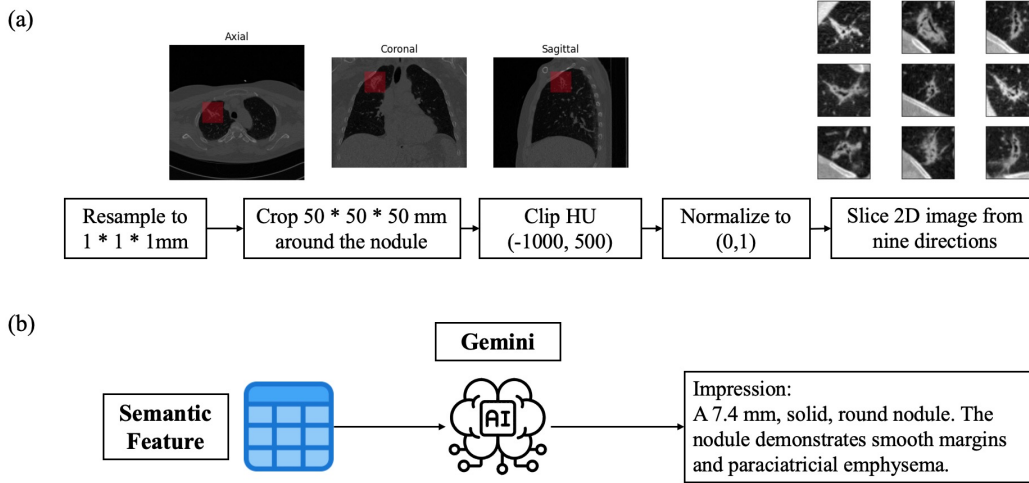 (a)
Axial
Coronal
Sagittal
Resample to
1 * 1 * 1mm
Crop 50 * 50 * 50 mm
around the nodule
Clip HU
(-1000, 500)
Normalize to
(0,1)
Slice 2D image from
nine directions
(b)
Semantic
Feature
Gemini
AI
Impression:
A 7.4 mm, solid, round nodule. The
nodule demonstrates smooth margins
and paraciatricial emphysema.